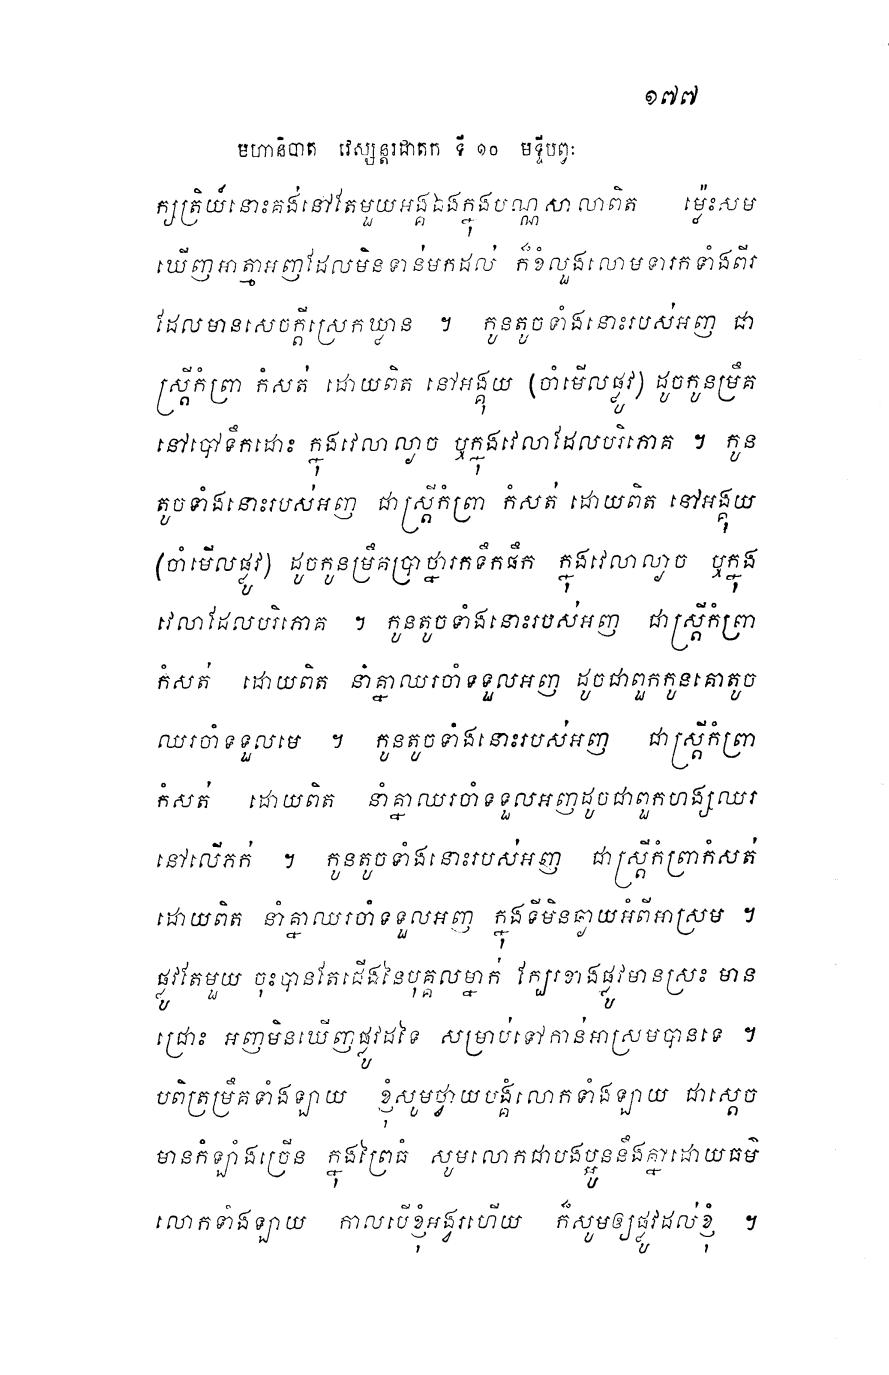 ១៧៧
មហានិបាត វេស្សន្តរជាតក ទី ១០ មទ្ទីបព្វៈ
ក្សត្រិយ៍នោះគង់នៅតែមួយអង្គឯងក្នុងបណ្ណសាលាពិត ម្ល៉េះសម
ឃើញអាត្មាអញដែលមិនទាន់មកដល់ ក៏ខំលួងលោមទារកទាំងពីរ
ដែលមានសេចក្តីស្រេកឃ្លាន ។ កូនតូចទាំងនោះរបស់អញ ជា
ស្រ្តីកំព្រា កំសត់ ដោយពិត នៅអង្គុយ (ចាំមើលផ្លូវ) ដូចកូនម្រឹគ
នៅបៅទឹកដោះ ក្នុងវេលាល្ងាច ឬក្នុងវេលាដែលបរិភោគ ។ កូន
តូចទាំងនោះរបស់អញ ជាស្រ្តីកំព្រា កំសត់ ដោយពិត នៅអង្គុយ
(ចាំមើលផ្លូវ) ដូចកូនម្រឹគប្រាថ្នារកទឹកផឹក ក្នុងវេលាល្ងាច ឬក្នុង
វេលាដែលបរិភោគ ។ កូនតូចទាំងនោះរបស់អញ ជាស្រ្តីកំព្រា
កំសត់ ដោយពិត នាំគ្នាឈរចាំទទួលអញ ដូចជាពួកកូនគោតូច
ឈរចាំទទួលមេ ។ កូនតូចទាំងនោះរបស់អញ ជាស្រ្តីកំព្រា
កំសត់ ដោយពិត នាំគ្នាឈរចាំទទួលអញដូចជាពួកហង្សឈរ
នៅលើភក់ ។ កូនតូចទាំងនោះរបស់អញ ជាស្រ្តីកំព្រាកំសត់
ដោយពិត នាំគ្នាឈរចាំទទួលអញ ក្នុងទីមិនឆ្ងាយអំពីអាស្រម ។
ផ្លូវតែមួយ ចុះបានតែជើងនៃបុគ្គលម្នាក់ ក្បែរខាងផ្លូវមានស្រះ មាន
ជ្រោះ អញមិនឃើញផ្លូវដទៃ សម្រាប់ទៅកាន់អាស្រមបានទេ ។
បពិត្រម្រឹគទាំងឡាយ ខ្ញុំសូមថ្វាយបង្គំលោកទាំងឡាយ ជាស្តេច
មានកំឡាំងច្រើន ក្នុងព្រៃធំ សូមលោកជាបងប្អូននឹងគ្នាដោយធម៌
លោកទាំងឡាយ កាលបើខ្ញុំអង្វរហើយ ក៏សូមឲ្យផ្លូវដល់ខ្ញុំ ។